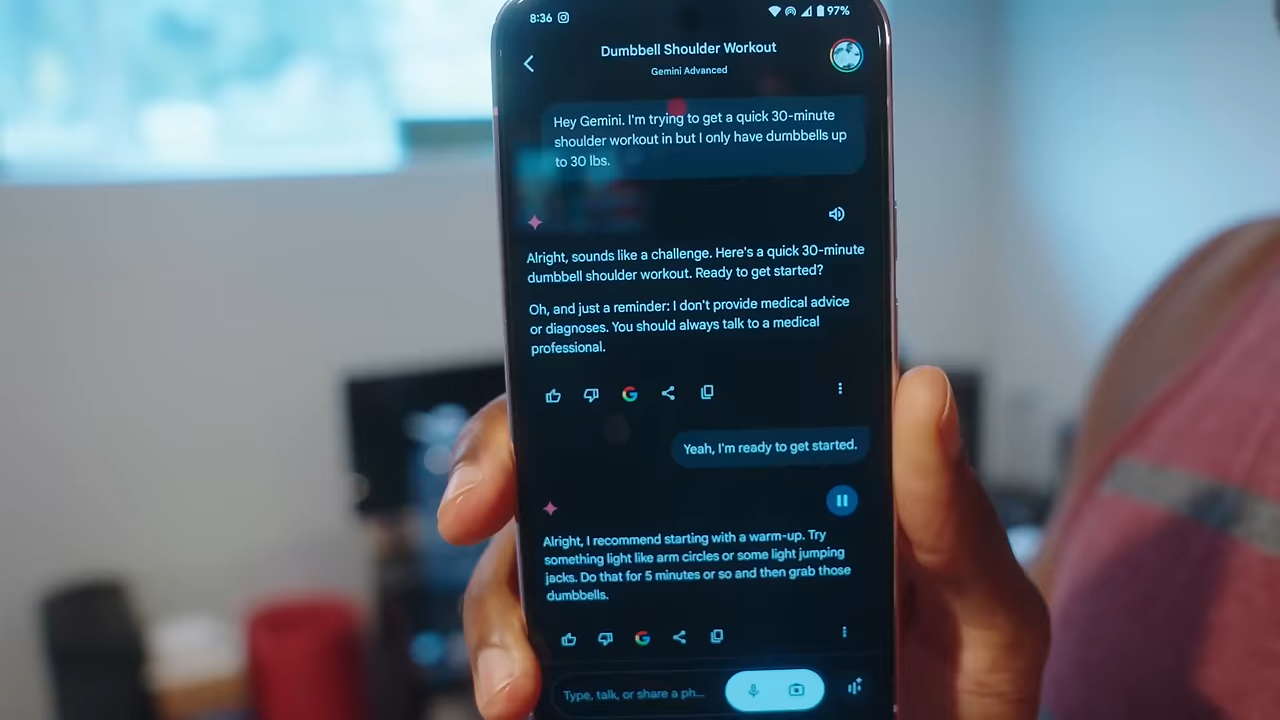 8:36 97%
Dumbbell Shoulder Workout
Gemini Advanced
Hey Gemini. I'm trying to get a quick 30-minute
shoulder workout in but I only have dumbbells up
to 30 lbs.
Alright, sounds like a challenge. Here's a quick 30-minute
dumbbell shoulder workout. Ready to get started?
Oh, and just a reminder: I don't provide medical advice
or diagnoses. You should always talk to a medical
professional.
Yeah, I'm ready to get started.
Alright, I recommend starting with a warm-up. Try
something light like arm circles or some light jumping
jacks. Do that for 5 minutes or so and then grab those
dumbbells.
Type, talk, or share a ph...